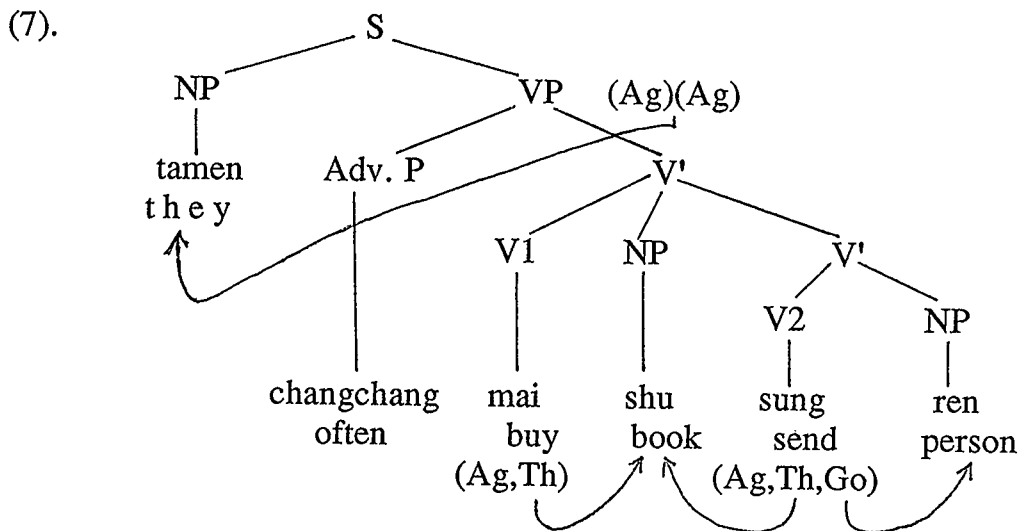 (7).
S
NP VP (Ag)(Ag)
tamen Adv. P V'
they
V1 NP V'
V2 NP
changchang mai shu sung ren
often buy book send person
(Ag,Th) (Ag,Th,Go)